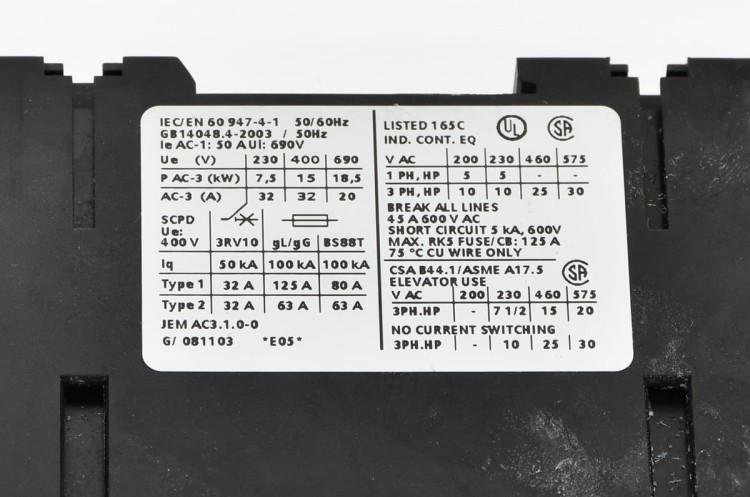 IEC/EN 60 947-4-1 50/60Hz
GB14048.4-2003 / 50Hz
Ie AC-1: 50 A Ui: 690V
Ue (V) 230 400 690
P AC-3 (kW) 7,5 15 18,5
AC-3 (A) 32 32 20
SCPD
Ue:
400 V 3RV10 gL/gG BS88T
Iq 50 kA 100 kA 100 kA
Type 1 32 A 125 A 80 A
Type 2 32 A 63 A 63 A
JEM AC3.1.0-0
G/ 081103 *E05*
LISTED 165C UL SA
IND. CONT. EQ
V AC 200 230 460 575
1 PH, HP 5 5 - -
3 PH, HP 10 10 25 30
BREAK ALL LINES
45 A 600 V AC
SHORT CIRCUIT 5 kA, 600V
MAX. RK5 FUSE/CB: 125 A
75 °C CU WIRE ONLY
CSA B44.1/ASME A17.5 SA
ELEVATOR USE
V AC 200 230 460 575
3PH.HP - 7 1/2 15 20
NO CURRENT SWITCHING
3PH.HP - 10 25 30